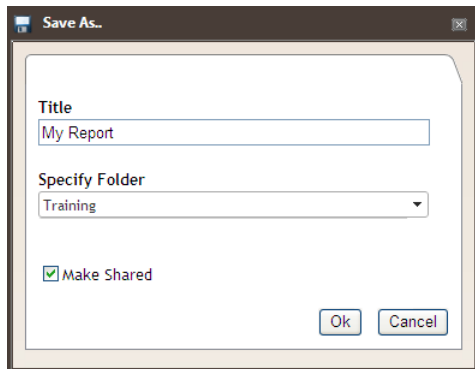 Save As..
Title
My Report
Specify Folder
Training
Make Shared
Ok Cancel